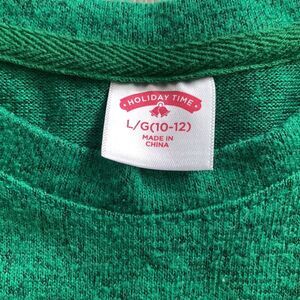 HOLIDAY TIME
L/G(10-12)
MADE IN
CHINA